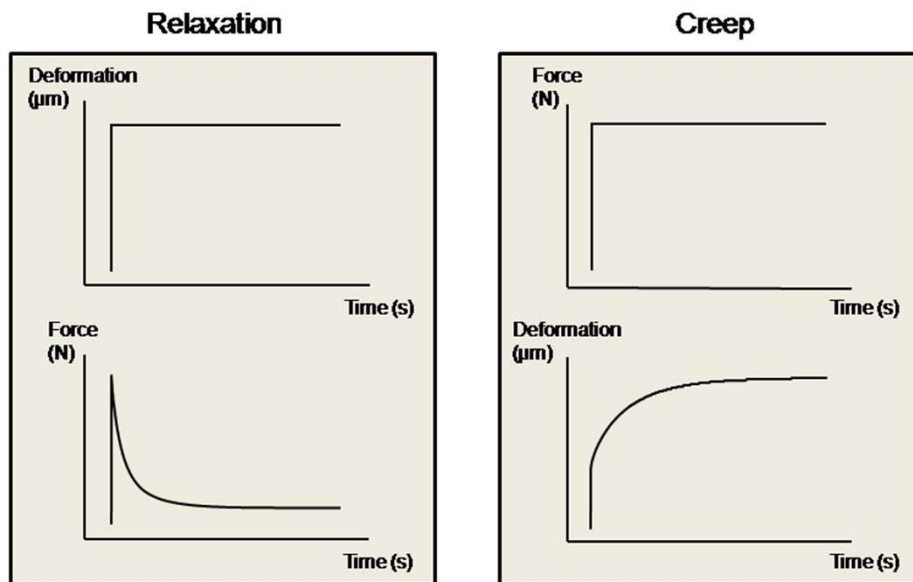 Relaxation
Deformation
(µm)
Time (s)
Force
(N)
Time (s)
Creep
Force
(N)
Time (s)
Deformation
(µm)
Time (s)